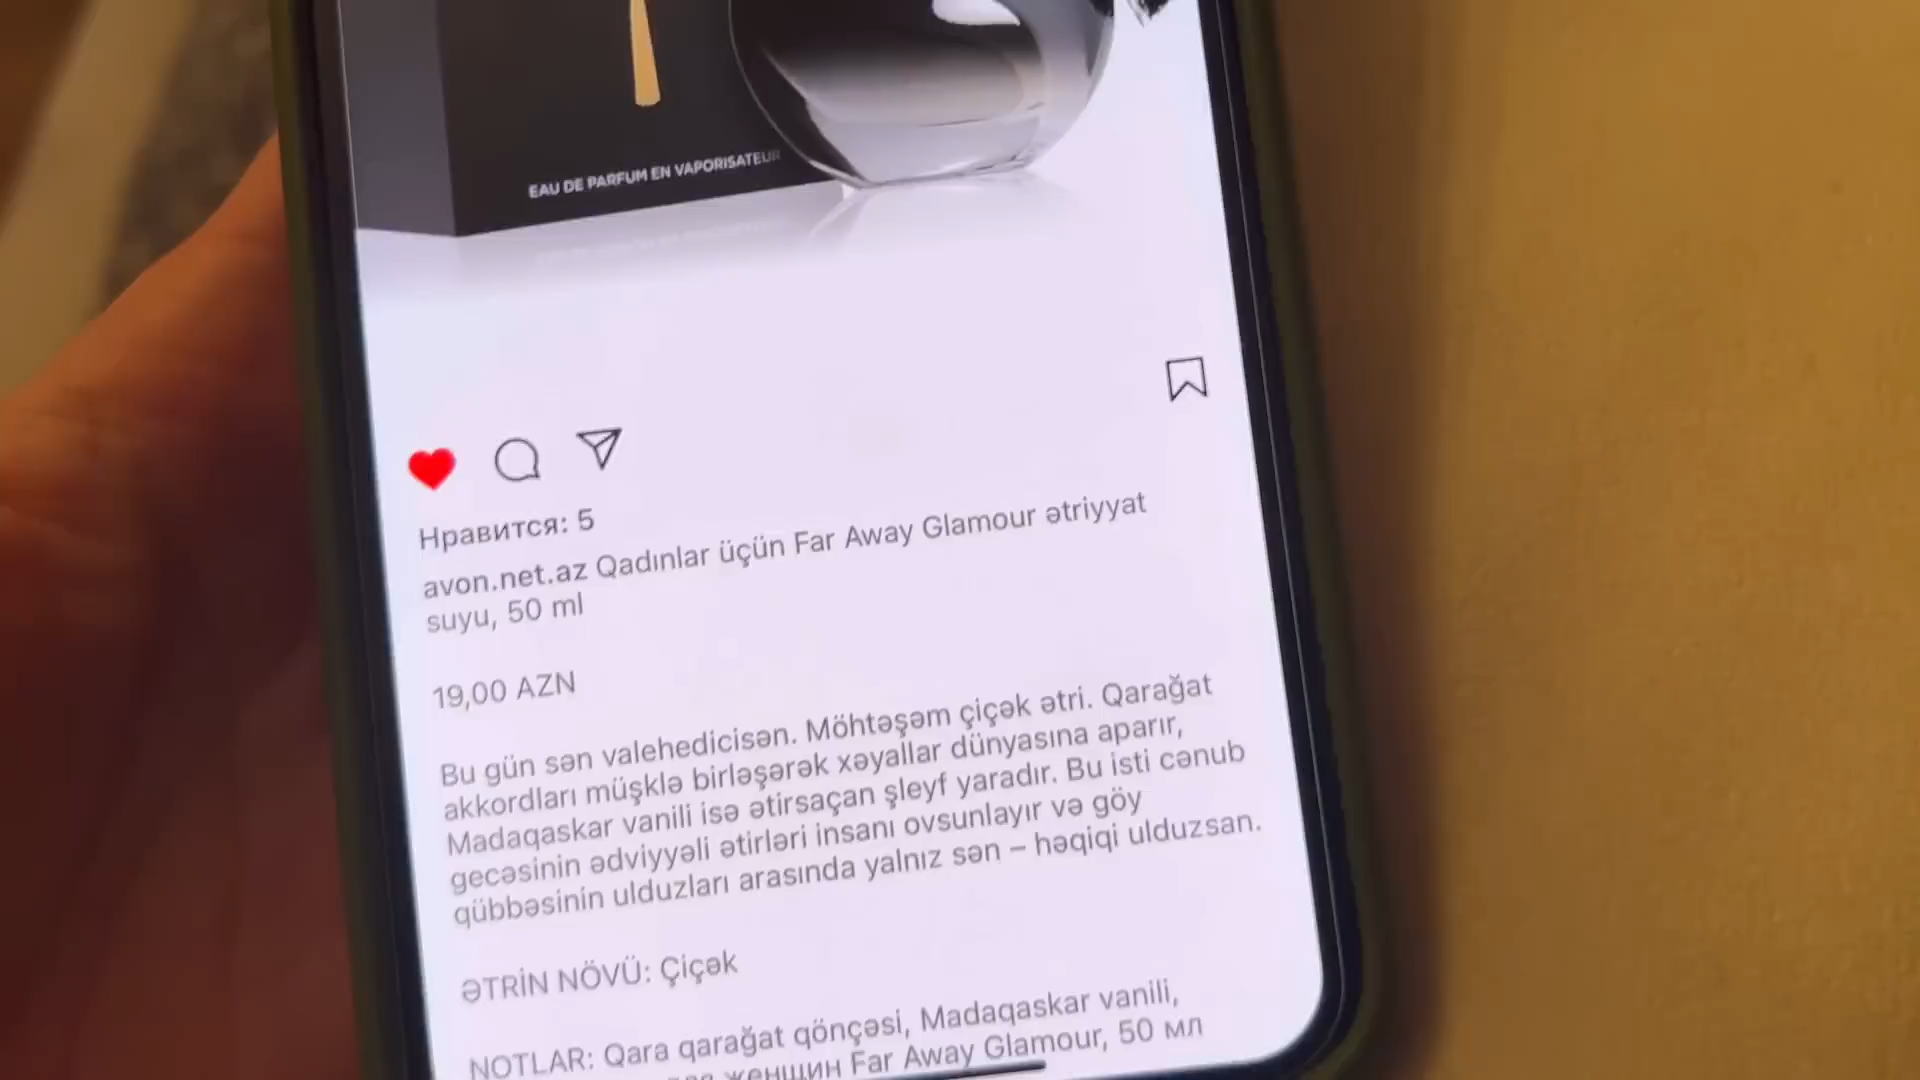 EAU DE PARFUM EN VAPORISATEUR
Нравится: 5
avon.net.az Qadınlar üçün Far Away Glamour ətriyyat
suyu, 50 ml
19,00 AZN
Bu gün sən valehedicisən. Möhtəşəm çiçək ətri. Qarağat
akkordları müşklə birləşərək xəyallar dünyasına aparır,
Madaqaskar vanili isə ətirsaçan şleyf yaradır. Bu isti cənub
gecəsinin ədviyyəli ətirləri insanı ovsunlayır və göy
qübbəsinin ulduzları arasında yalnız sən – həqiqi ulduzsan.
ƏTRİN NÖVÜ: Çiçək
NOTLAR: Qara qarağat qönçəsi, Madaqaskar vanili,
женщин Far Away Glamour, 50 мл